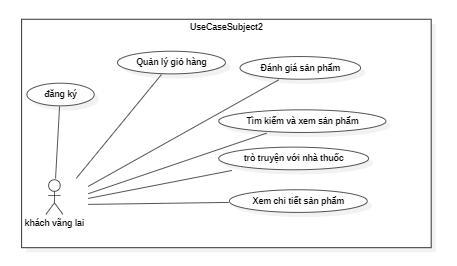 UseCaseSubject2
Quản lý giỏ hàng
Đánh giá sản phẩm
đăng ký
Tìm kiếm và xem sản phẩm
trò truyện với nhà thuốc
Xem chi tiết sản phẩm
khách vãng lai